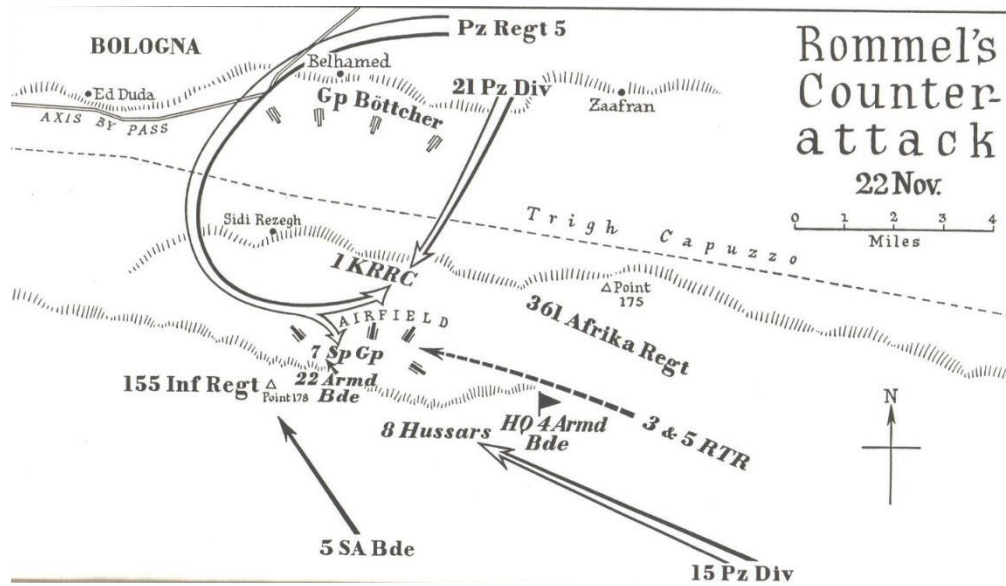 Pz Regt 5
BOLOGNA
Rommel's
Counter-
attack
22 Nov.
0 1 2 3 4
Miles
Belhamed
Ed Duda
21 Pz Div
Zaafran
Gp Böttcher
AXIS BY PASS
Trigh Capuzzo
Sidi Rezegh
1 KRRC
Point
175
361 Afrika Regt
AIRFIELD
7 Sp Gp
155 Inf Regt
Point 178
22 Armd
Bde
N
8 Hussars
HQ 4 Armd
Bde
3 & 5 RTR
5 SA Bde
15 Pz Div